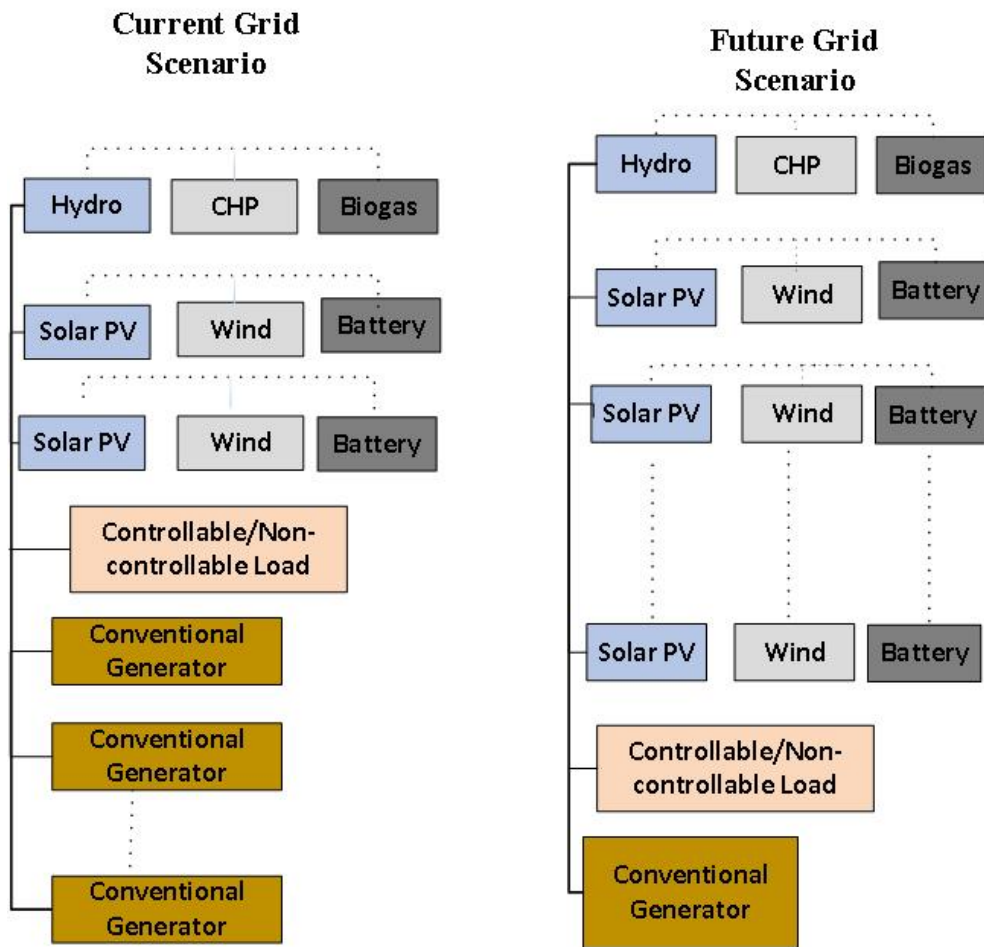 Current Grid
Scenario
Hydro
CHP
Biogas
Solar PV
Wind
Battery
Solar PV
Wind
Battery
Controllable/Non-
controllable Load
Conventional
Generator
Conventional
Generator
Conventional
Generator
Future Grid
Scenario
Hydro
CHP
Biogas
Solar PV
Wind
Battery
Solar PV
Wind
Battery
Solar PV
Wind
Battery
Controllable/Non-
controllable Load
Conventional
Generator